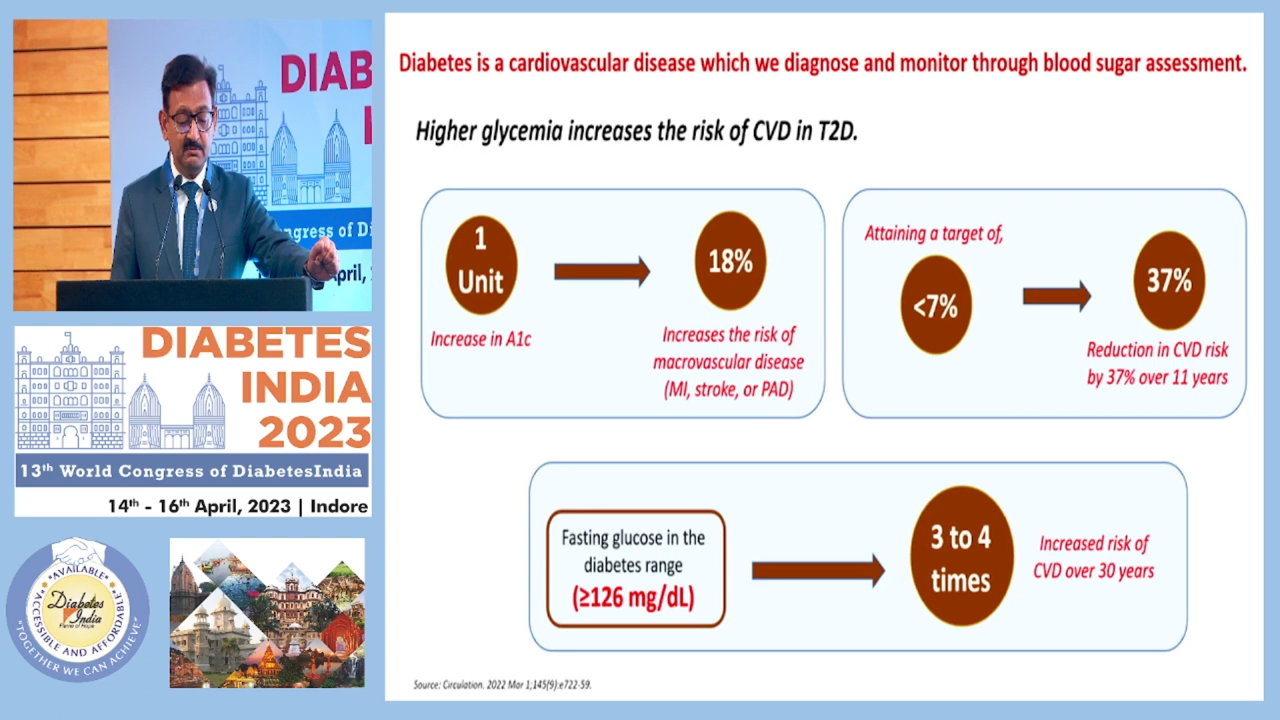 DIAB
ngress of Di
pril,
DIABETES
INDIA
2023
13th World Congress of DiabetesIndia
14th - 16th April, 2023 | Indore
*AVAILABLE*
*ACCESSIBLE AND AFFORDABLE*
Diabetes
India
Flame of Hope
"TOGETHER WE CAN ACHIEVE"
Diabetes is a cardiovascular disease which we diagnose and monitor through blood sugar assessment.
Higher glycemia increases the risk of CVD in T2D.
1
Unit
Increase in A1c
18%
Increases the risk of
macrovascular disease
(MI, stroke, or PAD)
Attaining a target of,
<7%
37%
Reduction in CVD risk
by 37% over 11 years
Fasting glucose in the
diabetes range
(≥126 mg/dL)
3 to 4
times
Increased risk of
CVD over 30 years
Source: Circulation. 2022 Mar 1;145(9):e722-59.